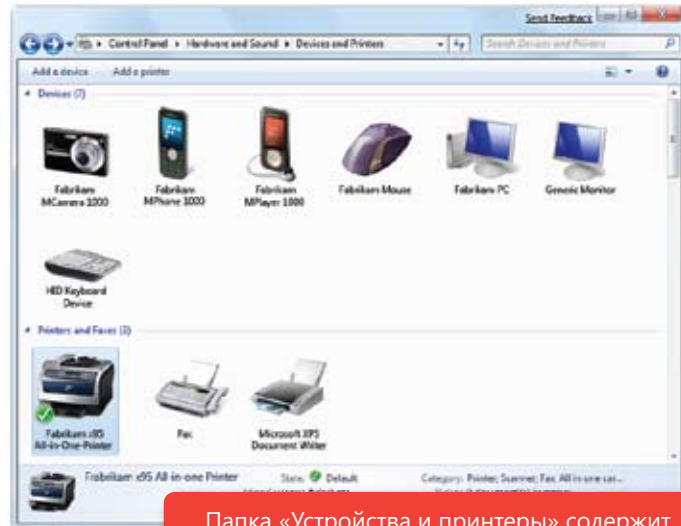 Send Feedback
Control Panel ▸ Hardware and Sound ▸ Devices and Printers
Search Devices and Printers
Add a device Add a printer
Devices (7)
Fabrikam MCamera 1000
Fabrikam MPhone 1000
Fabrikam MPlayer 1000
Fabrikam Mouse
Fabrikam PC
Generic Monitor
HID Keyboard Device
Printers and Faxes (3)
Fabrikam x95 All-in-One-Printer
Fax
Microsoft XPS Document Writer
Fabrikam x95 All-in-one Printer State: Default Category: Printer; Scanner; Fax; All in one
Папка «Устройства и принтеры» содержит